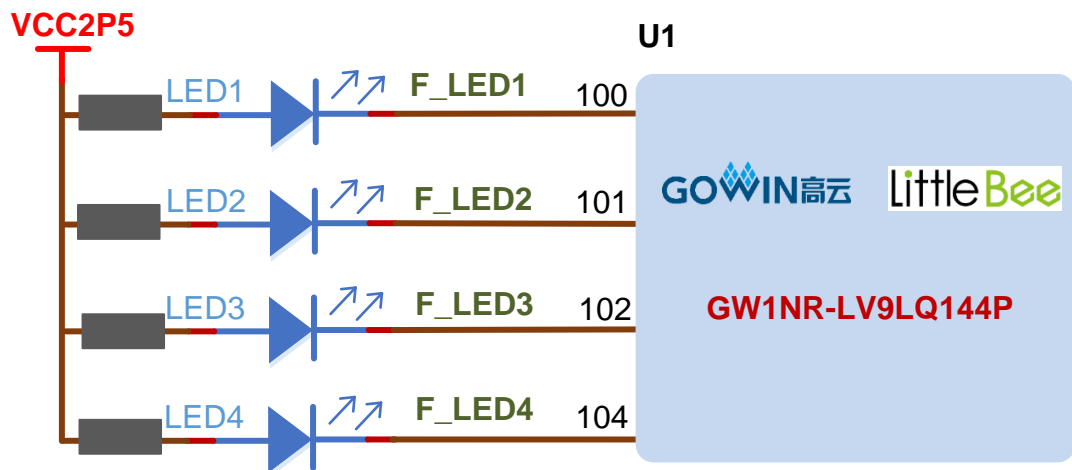 VCC2P5
U1
LED1
F_LED1
100
LED2
F_LED2
101
GOWIN高云
LittleBee
LED3
F_LED3
102
GW1NR-LV9LQ144P
LED4
F_LED4
104